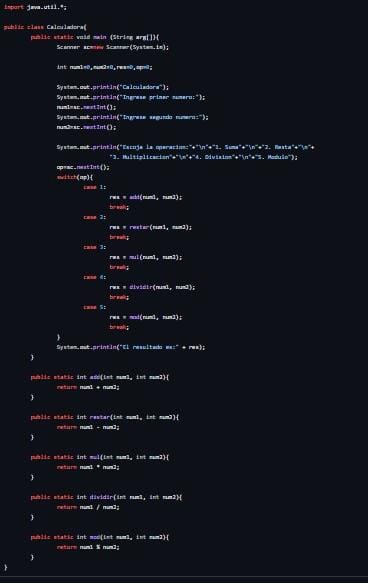 import java.util.*;
public class Calculadora{
public static void main (String arg[]){
Scanner sc=new Scanner(System.in);
int num1=0,num2=0,res=0,op=0;
System.out.println("Calculadora");
System.out.println("Ingrese primer numero:");
num1=sc.nextInt();
System.out.println("Ingrese segundo numero:");
num2=sc.nextInt();
System.out.println("Escoje la operacion:"+"\n"+"1. Suma"+"\n"+"2. Resta"+"\n"+
"3. Multiplicacion"+"\n"+"4. Division"+"\n"+"5. Modulo");
op=sc.nextInt();
switch(op){
case 1:
res = add(num1, num2);
break;
case 2:
res = restar(num1, num2);
break;
case 3:
res = mul(num1, num2);
break;
case 4:
res = dividir(num1, num2);
break;
case 5:
res = mod(num1, num2);
break;
}
System.out.println("El resultado es:" + res);
}
public static int add(int num1, int num2){
return num1 + num2;
}
public static int restar(int num1, int num2){
return num1 - num2;
}
public static int mul(int num1, int num2){
return num1 * num2;
}
public static int dividir(int num1, int num2){
return num1 / num2;
}
public static int mod(int num1, int num2){
return num1 % num2;
}
}